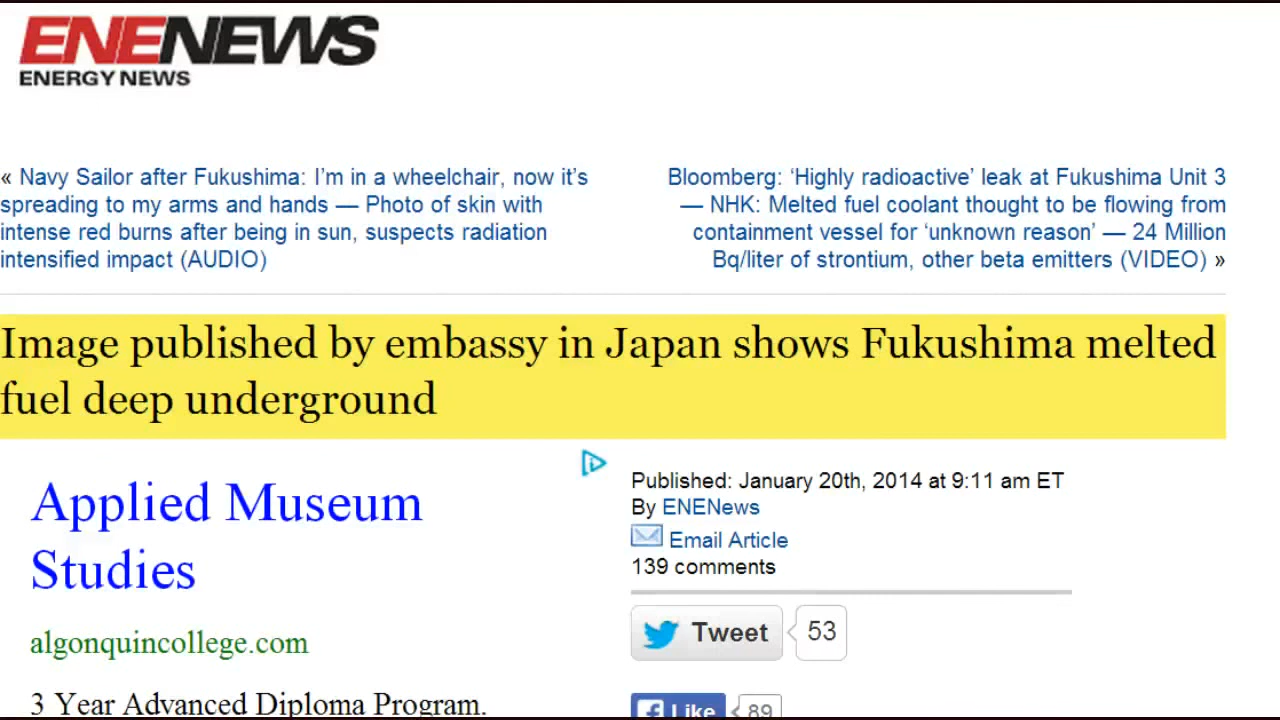 ENENEWS
ENERGY NEWS
« Navy Sailor after Fukushima: I’m in a wheelchair, now it’s
spreading to my arms and hands — Photo of skin with
intense red burns after being in sun, suspects radiation
intensified impact (AUDIO)
Bloomberg: ‘Highly radioactive’ leak at Fukushima Unit 3
— NHK: Melted fuel coolant thought to be flowing from
containment vessel for ‘unknown reason’ — 24 Million
Bq/liter of strontium, other beta emitters (VIDEO) »
Image published by embassy in Japan shows Fukushima melted
fuel deep underground
Applied Museum
Studies
algonquincollege.com
3 Year Advanced Diploma Program.
Published: January 20th, 2014 at 9:11 am ET
By ENENews
Email Article
139 comments
Tweet 53
Like 89